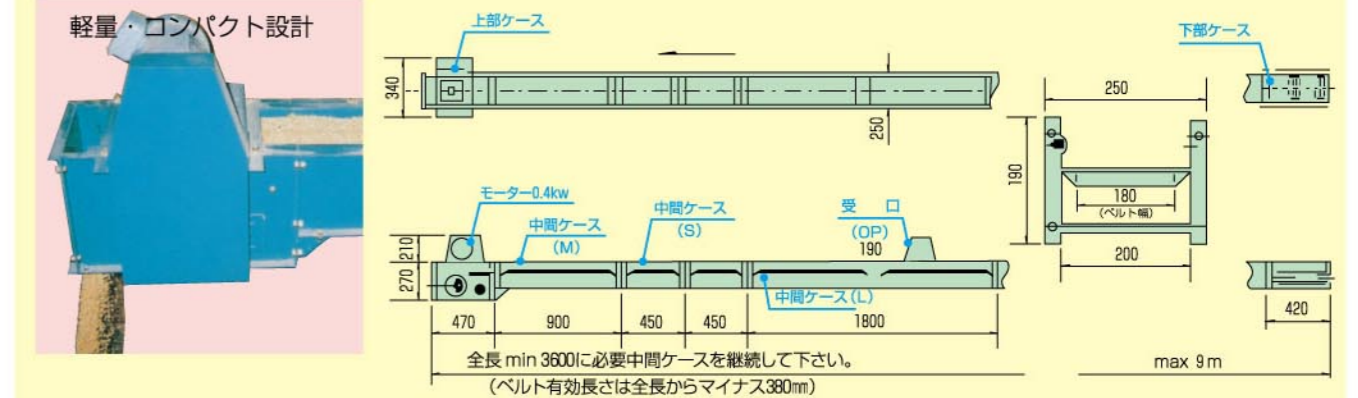 軽量・コンパクト設計
上部ケース
下部ケース
340
250
250
190
180
(ベルト幅)
200
モーター0.4kw
中間ケース
(M)
中間ケース
(S)
受 口
(OP)
190
中間ケース(L)
210
270
470
900
450
450
1800
420
全長 min 3600に必要中間ケースを継続して下さい。
max 9m
(ベルト有効長さは全長からマイナス380㎜)